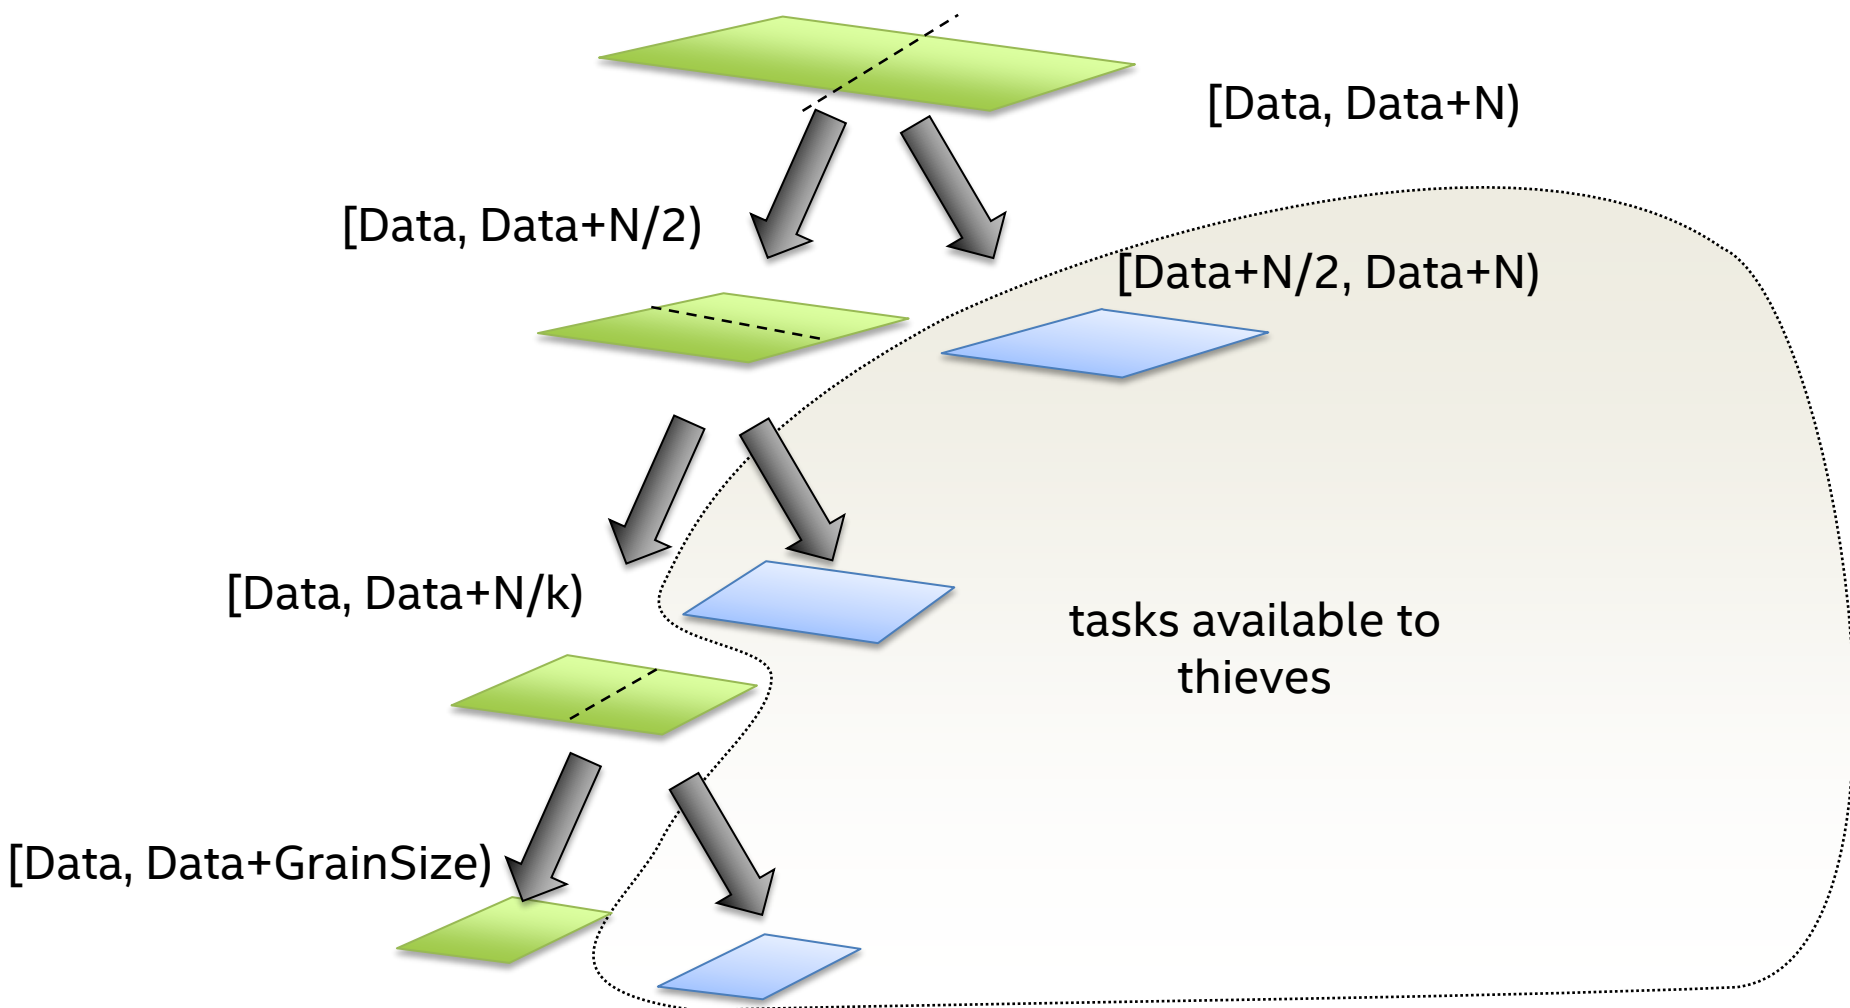 [Data, Data+N)
[Data, Data+N/2)
[Data+N/2, Data+N)
[Data, Data+N/k)
tasks available to
thieves
[Data, Data+GrainSize)